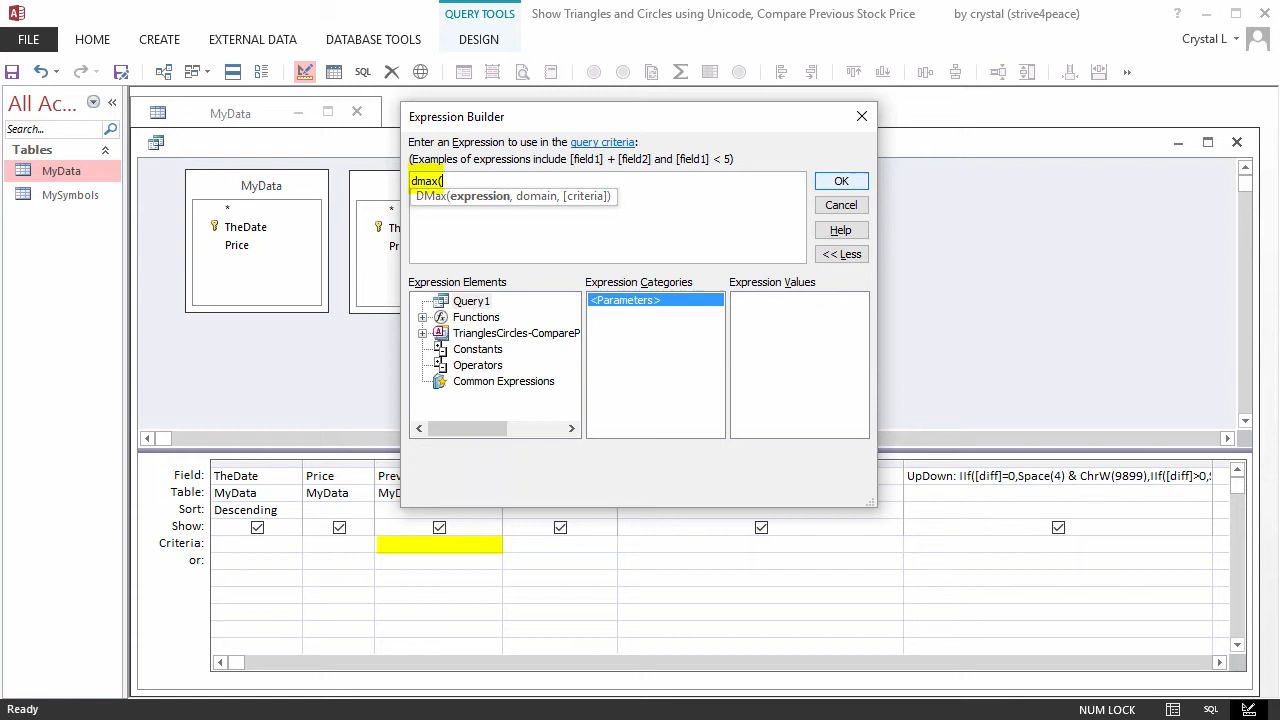 QUERY TOOLS
Show Triangles and Circles using Unicode, Compare Previous Stock Price by crystal (strive4peace)
?
FILE HOME CREATE EXTERNAL DATA DATABASE TOOLS DESIGN
Crystal L
SQL
All Ac...
Search...
Tables
MyData
MySymbols
MyData
MyData
*
TheDate
Price
*
Th
Pr
Expression Builder
Enter an Expression to use in the query criteria:
(Examples of expressions include [field1] + [field2] and [field1] < 5)
dmax(
DMax(expression, domain, [criteria])
OK
Cancel
Help
<< Less
Expression Elements
Query1
Functions
TrianglesCircles-CompareP
Constants
Operators
Common Expressions
Expression Categories
<Parameters>
Expression Values
Field: TheDate Price Prev UpDown: IIf([diff]=0,Space(4) & ChrW(9899),IIf([diff]>0,S
Table: MyData MyData MyD
Sort: Descending
Show:
Criteria:
or:
Ready
NUM LOCK
SQL